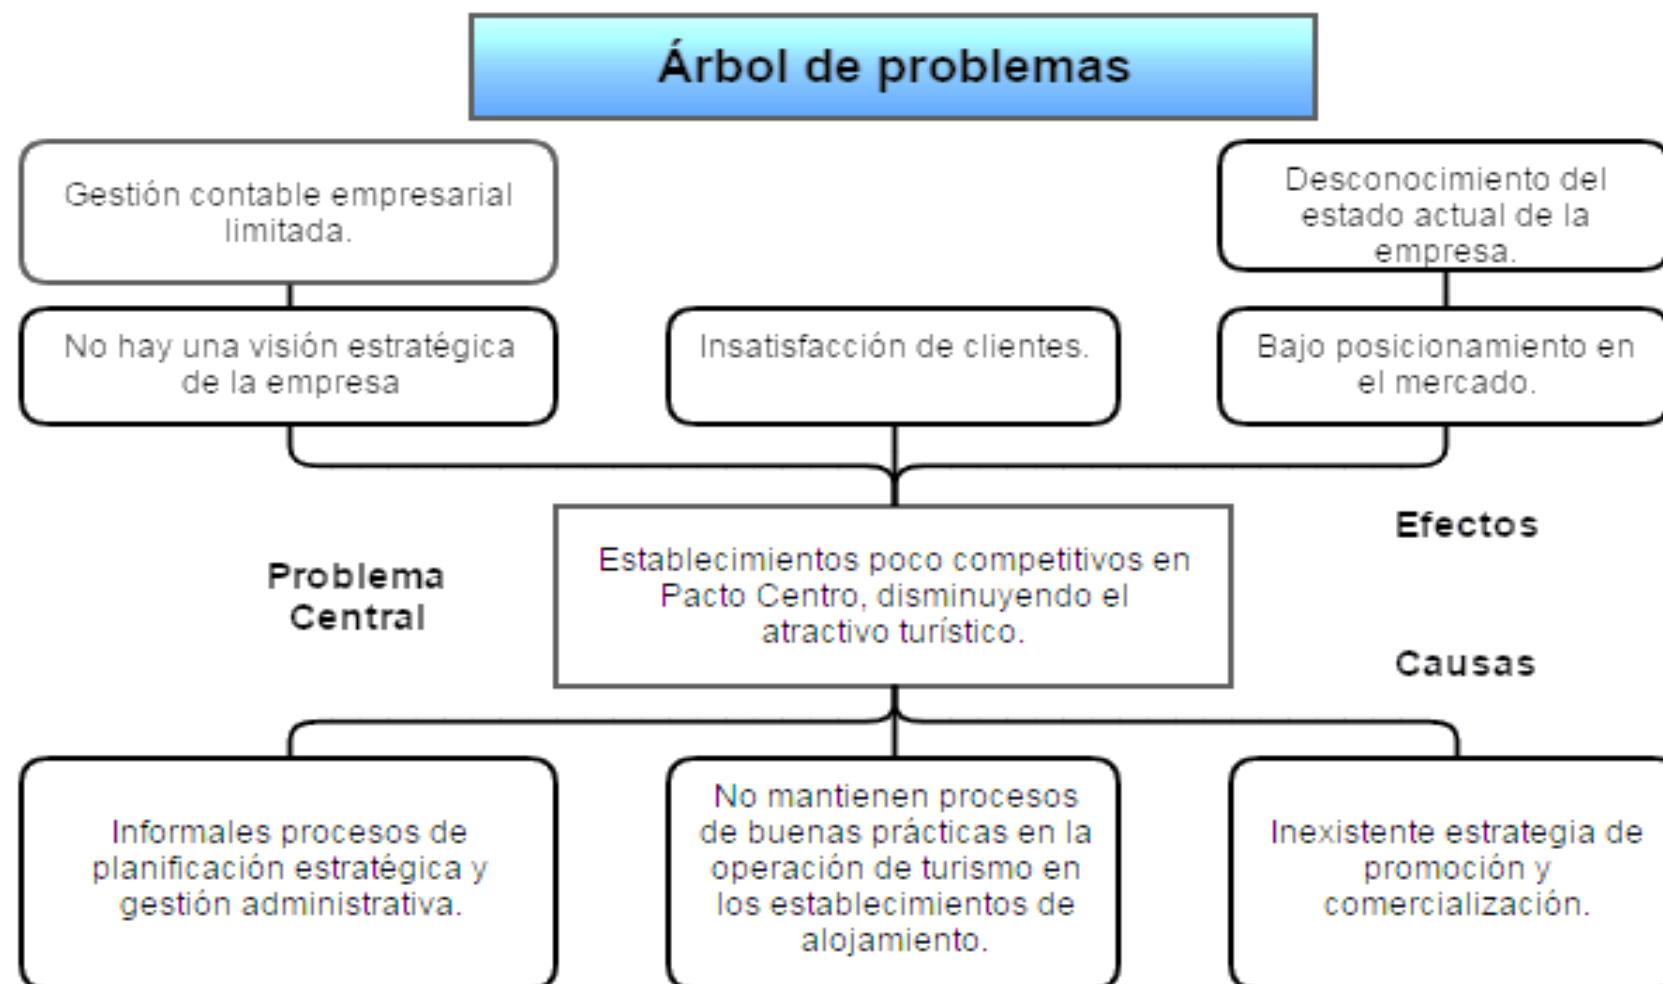 Árbol de problemas
Gestión contable empresarial
limitada.
Desconocimiento del
estado actual de la
empresa.
No hay una visión estratégica
de la empresa
Insatisfacción de clientes.
Bajo posicionamiento en
el mercado.
Efectos
Problema
Central
Establecimientos poco competitivos en
Pacto Centro, disminuyendo el
atractivo turístico.
Causas
Informales procesos de
planificación estratégica y
gestión administrativa.
No mantienen procesos
de buenas prácticas en la
operación de turismo en
los establecimientos de
alojamiento.
Inexistente estrategia de
promoción y
comercialización.